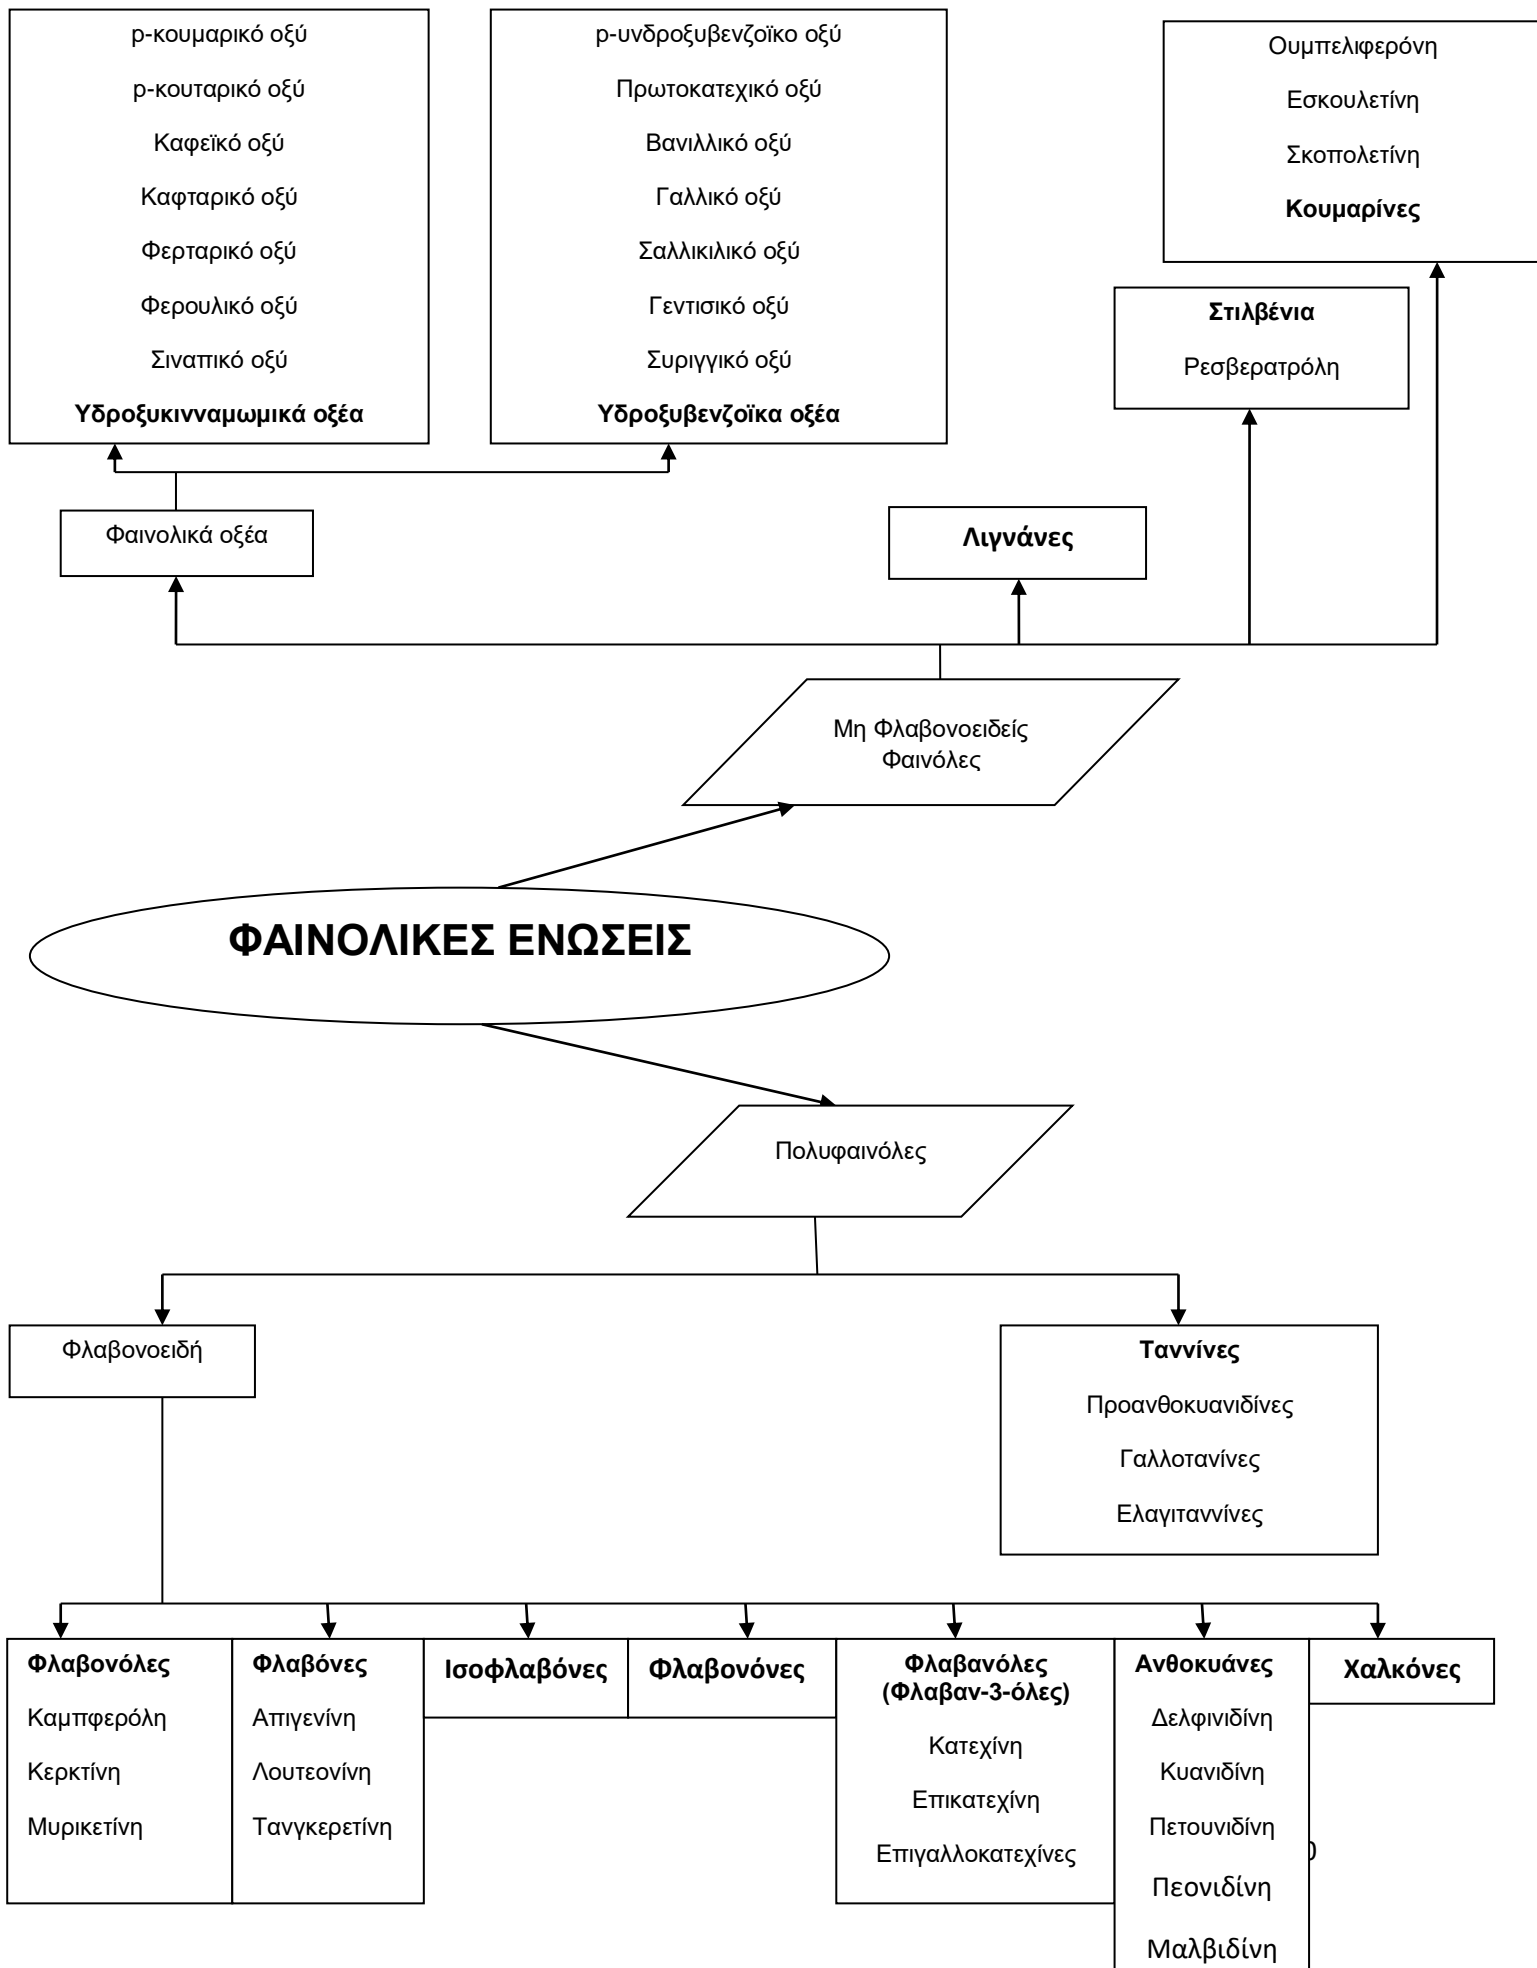 p-κουμαρικό οξύ
p-κουταρικό οξύ
Καφεϊκό οξύ
Καφταρικό οξύ
Φερταρικό οξύ
Φερουλικό οξύ
Σιναπικό οξύ
Υδροξυκινναμωμικά οξέα
p-υνδροξυβενζοϊκο οξύ
Πρωτοκατεχικό οξύ
Βανιλλικό οξύ
Γαλλικό οξύ
Σαλλικιλικό οξύ
Γεντισικό οξύ
Συριγγικό οξύ
Υδροξυβενζοϊκα οξέα
Ουμπελιφερόνη
Εσκουλετίνη
Σκοπολετίνη
Κουμαρίνες
Στιλβένια
Ρεσβερατρόλη
Φαινολικά οξέα
Λιγνάνες
Μη Φλαβονοειδείς
Φαινόλες
ΦΑΙΝΟΛΙΚΕΣ ΕΝΩΣΕΙΣ
Πολυφαινόλες
Φλαβονοειδή
Ταννίνες
Προανθοκυανιδίνες
Γαλλοτανίνες
Ελαγιταννίνες
Φλαβονόλες
Καμπφερόλη
Κερκτίνη
Μυρικετίνη
Φλαβόνες
Απιγενίνη
Λουτεονίνη
Τανγκερετίνη
Ισοφλαβόνες
Φλαβονόνες
Φλαβανόλες
(Φλαβαν-3-όλες)
Κατεχίνη
Επικατεχίνη
Επιγαλλοκατεχίνες
Ανθοκυάνες
Δελφινιδίνη
Κυανιδίνη
Πετουνιδίνη
Πεονιδίνη
Μαλβιδίνη
Χαλκόνες